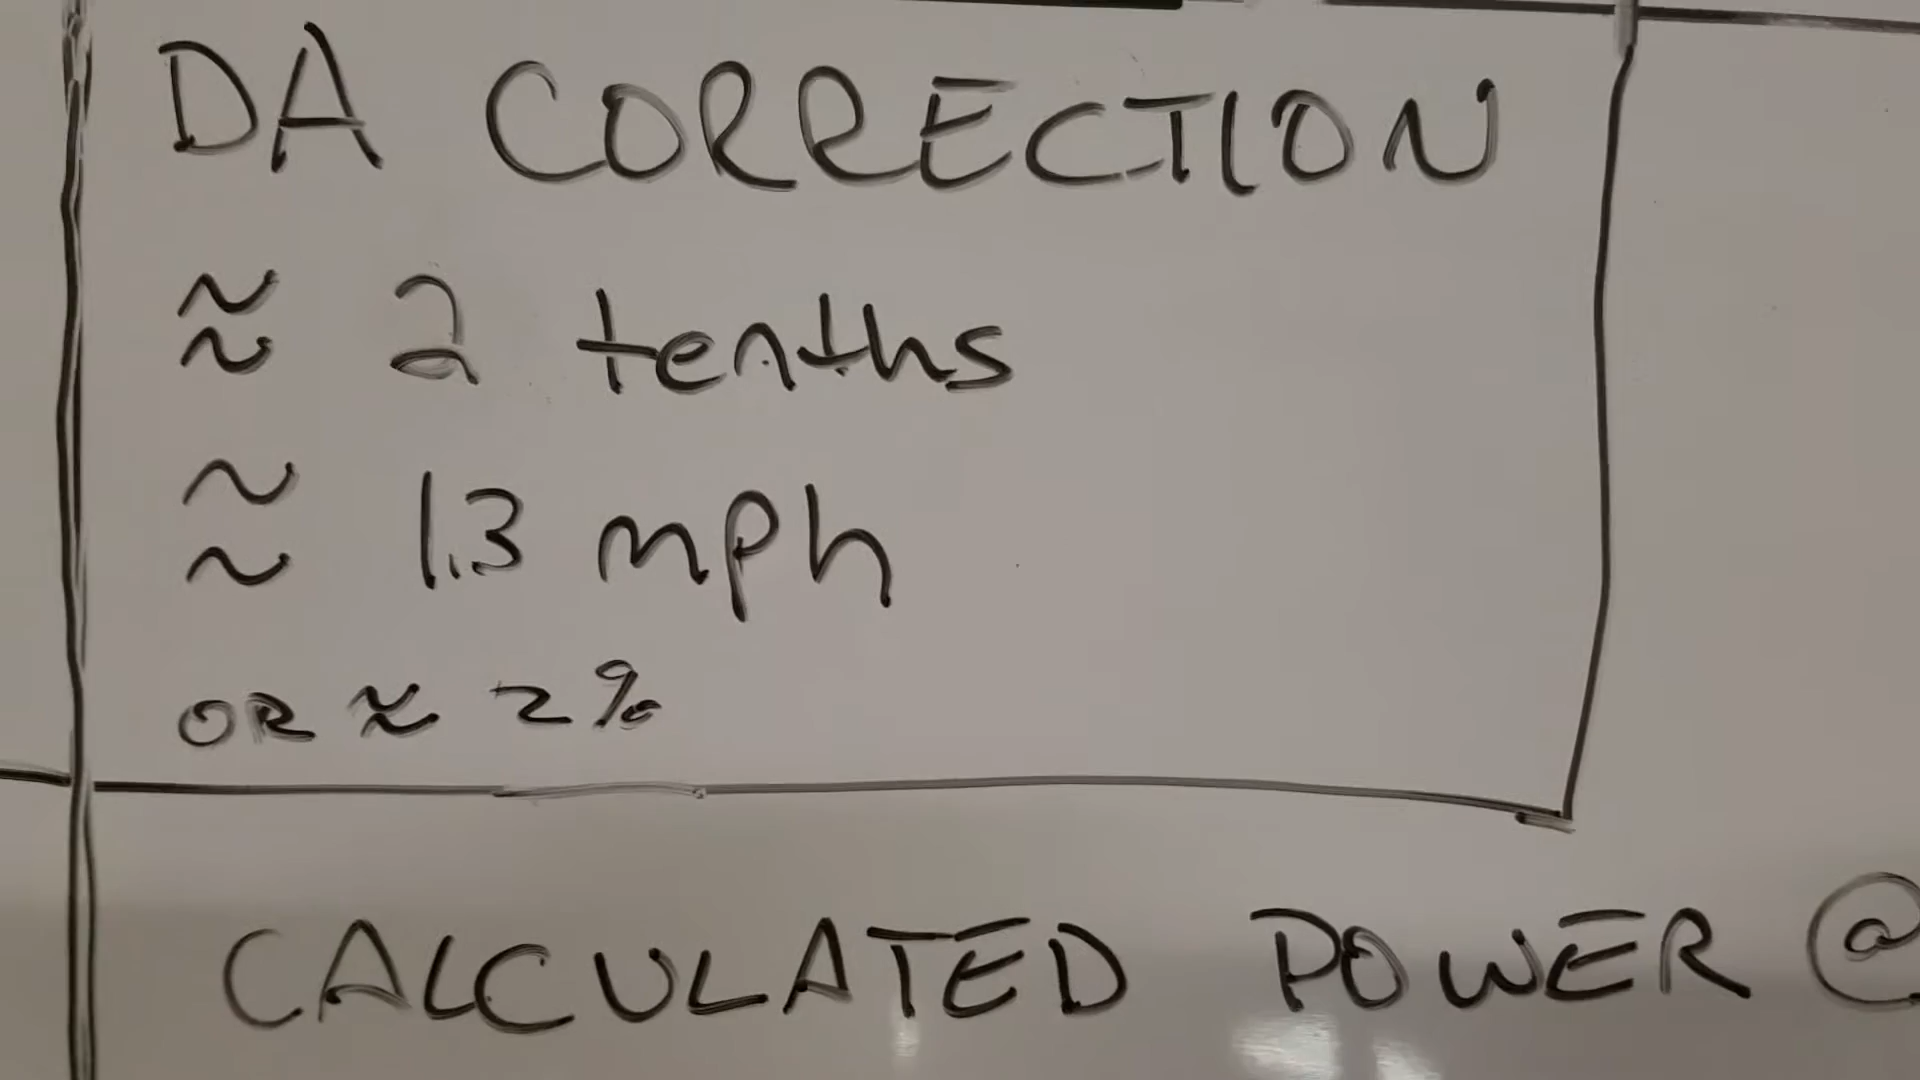 DA CORRECTION
≈ 2 tenths
≈ 1.3 mph
OR ≈ 2%
CALCULATED POWER @